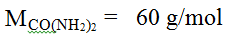 M_CO(NH2)2 = 60 g/mol